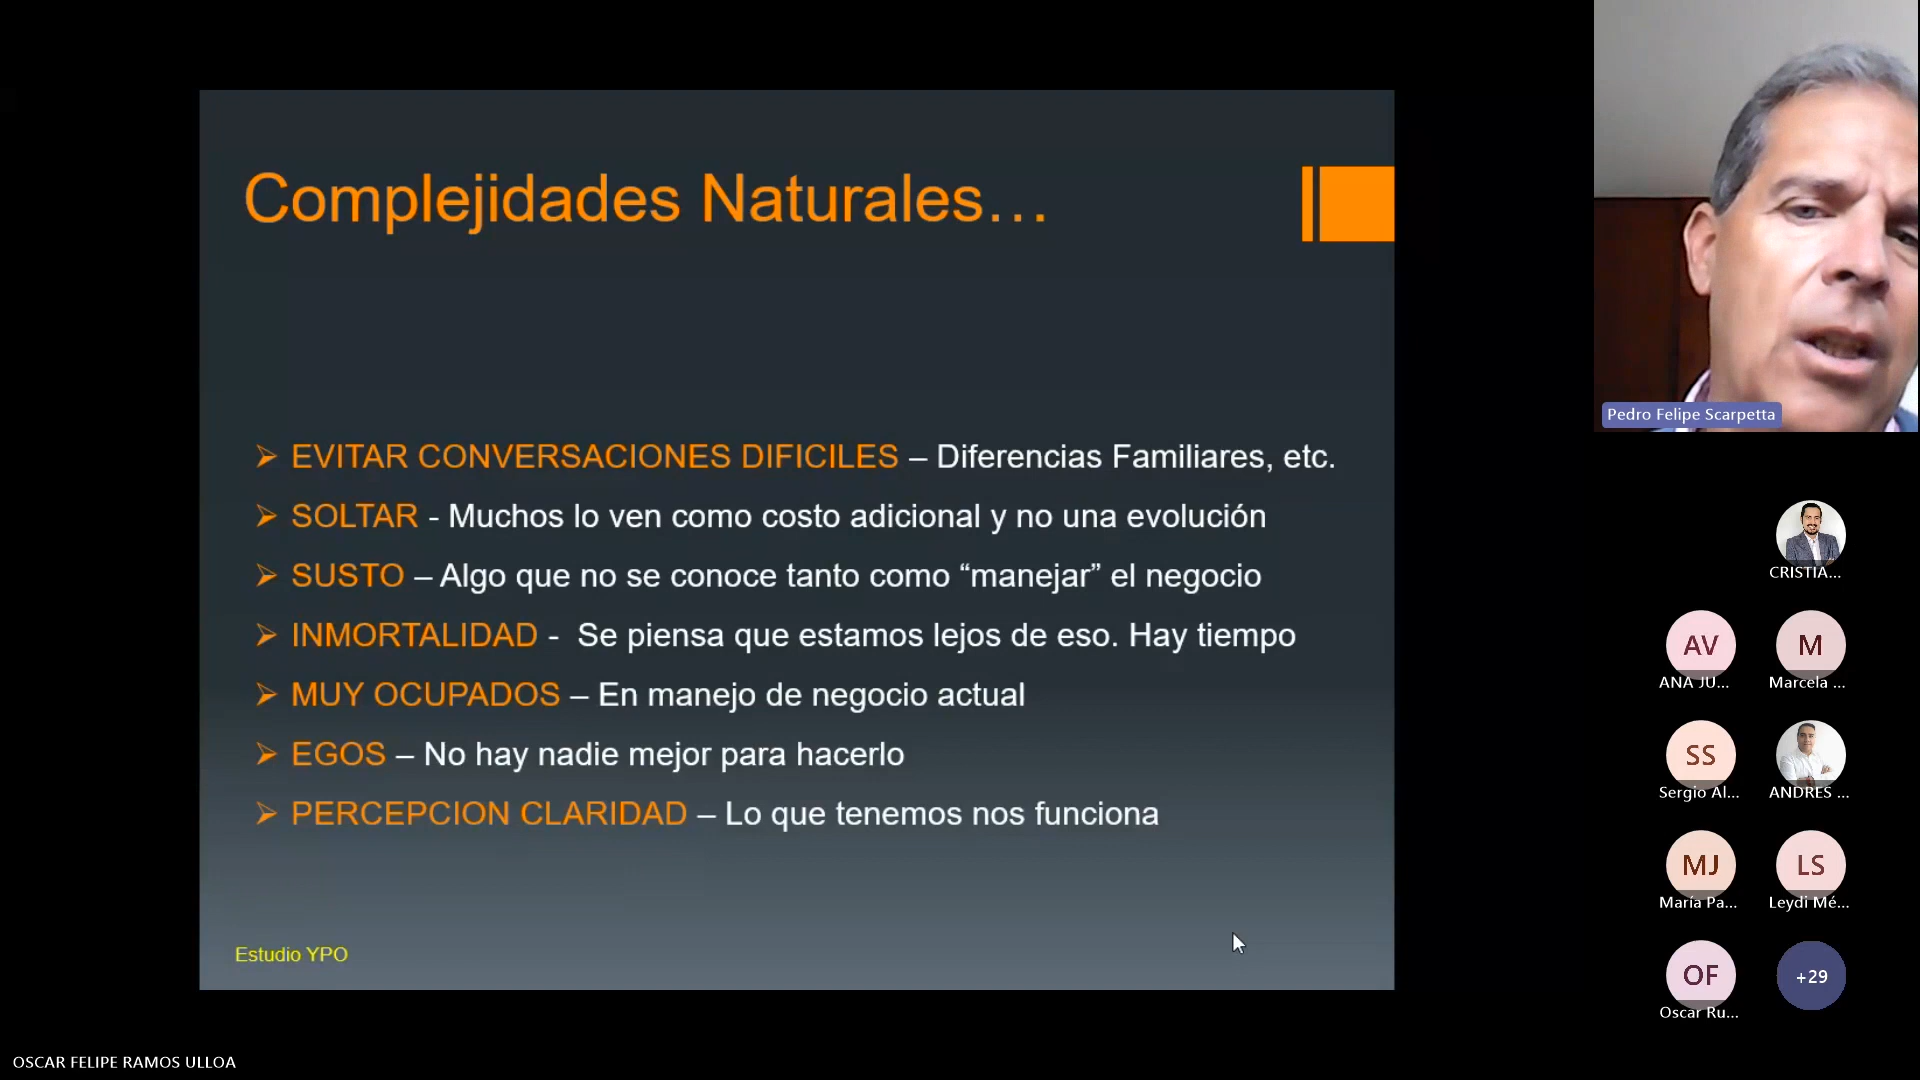 Complejidades Naturales…
➢ EVITAR CONVERSACIONES DIFICILES – Diferencias Familiares, etc.
➢ SOLTAR - Muchos lo ven como costo adicional y no una evolución
➢ SUSTO – Algo que no se conoce tanto como “manejar” el negocio
➢ INMORTALIDAD - Se piensa que estamos lejos de eso. Hay tiempo
➢ MUY OCUPADOS – En manejo de negocio actual
➢ EGOS – No hay nadie mejor para hacerlo
➢ PERCEPCION CLARIDAD – Lo que tenemos nos funciona
Estudio YPO
Pedro Felipe Scarpetta
CRISTIA...
AV
ANA JU...
M
Marcela ...
SS
Sergio Al...
ANDRES ...
MJ
María Pa...
LS
Leydi Mé...
OF
Oscar Ru...
+29
OSCAR FELIPE RAMOS ULLOA